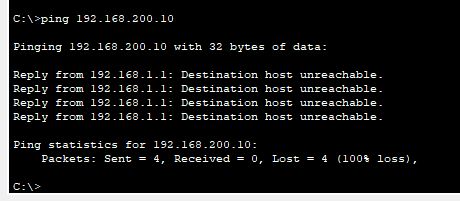 C:\>ping 192.168.200.10
Pinging 192.168.200.10 with 32 bytes of data:
Reply from 192.168.1.1: Destination host unreachable.
Reply from 192.168.1.1: Destination host unreachable.
Reply from 192.168.1.1: Destination host unreachable.
Reply from 192.168.1.1: Destination host unreachable.
Ping statistics for 192.168.200.10:
    Packets: Sent = 4, Received = 0, Lost = 4 (100% loss),
C:\>